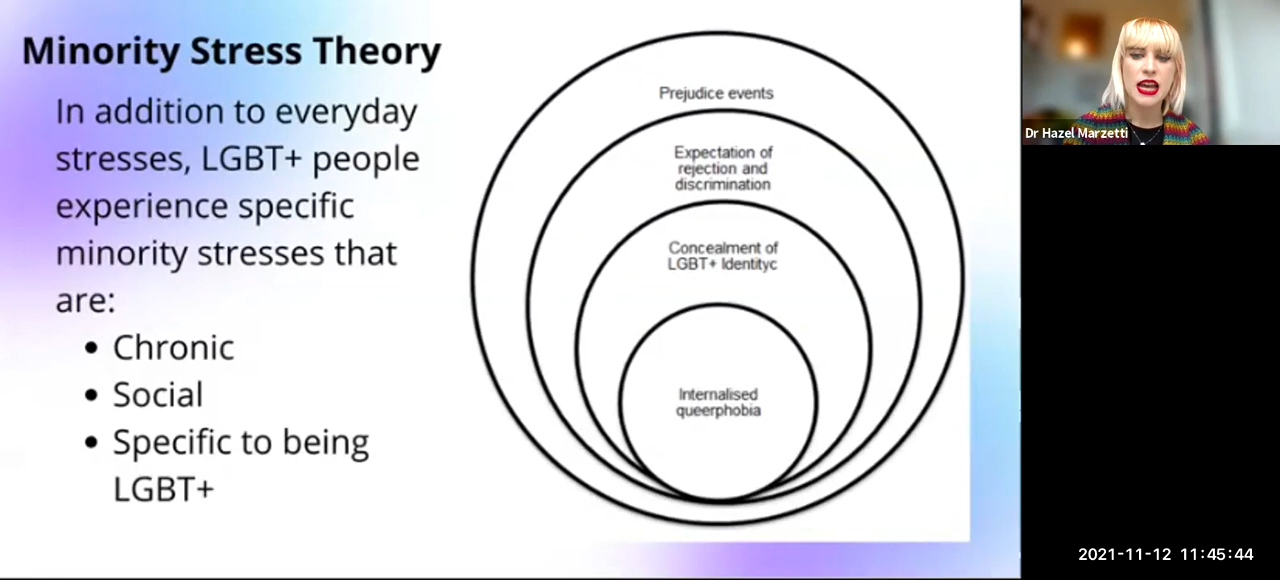 Minority Stress Theory
In addition to everyday
stresses, LGBT+ people
experience specific
minority stresses that
are:
• Chronic
• Social
• Specific to being
LGBT+
Prejudice events
Expectation of
rejection and
discrimination
Concealment of
LGBT+ Identityc
Internalised
queerphobia
Dr Hazel Marzetti
2021-11-12 11:45:44